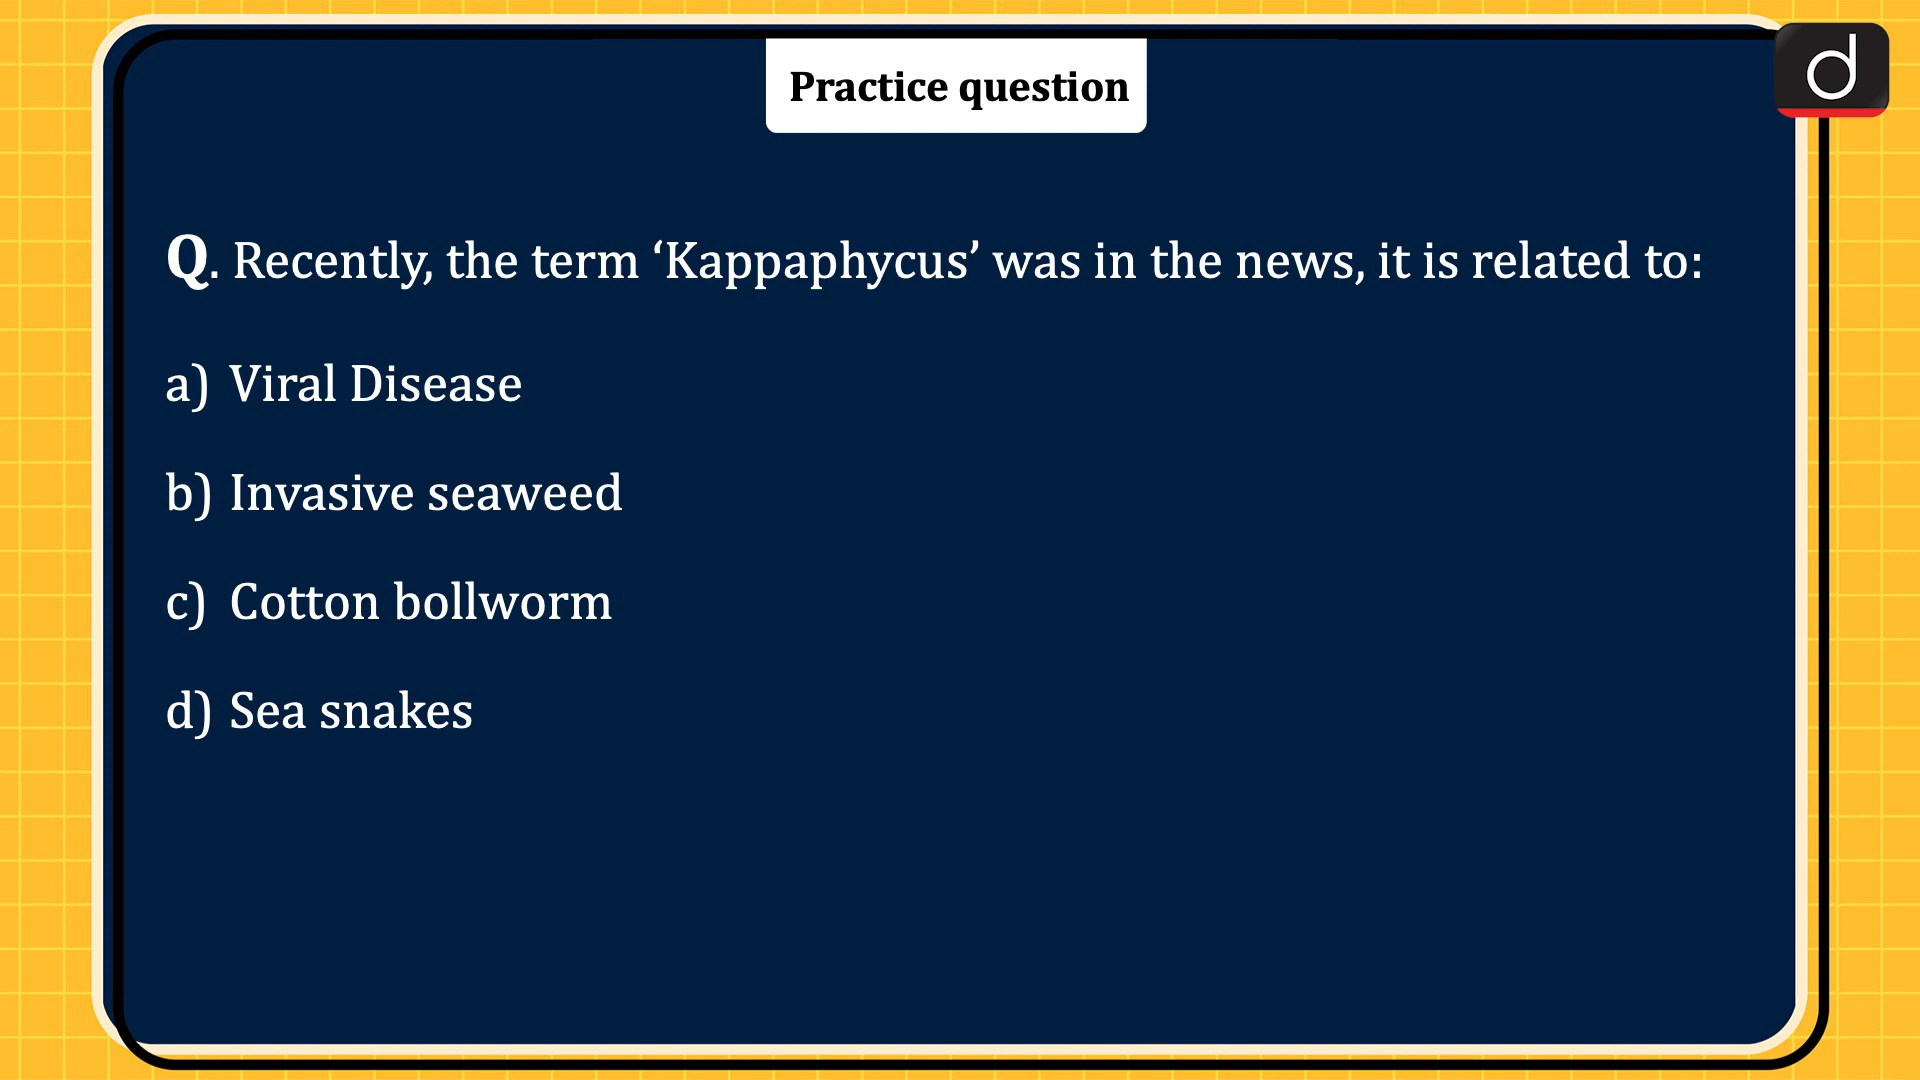 Practice question
d
Q. Recently, the term ‘Kappaphycus’ was in the news, it is related to:
a) Viral Disease
b) Invasive seaweed
c) Cotton bollworm
d) Sea snakes